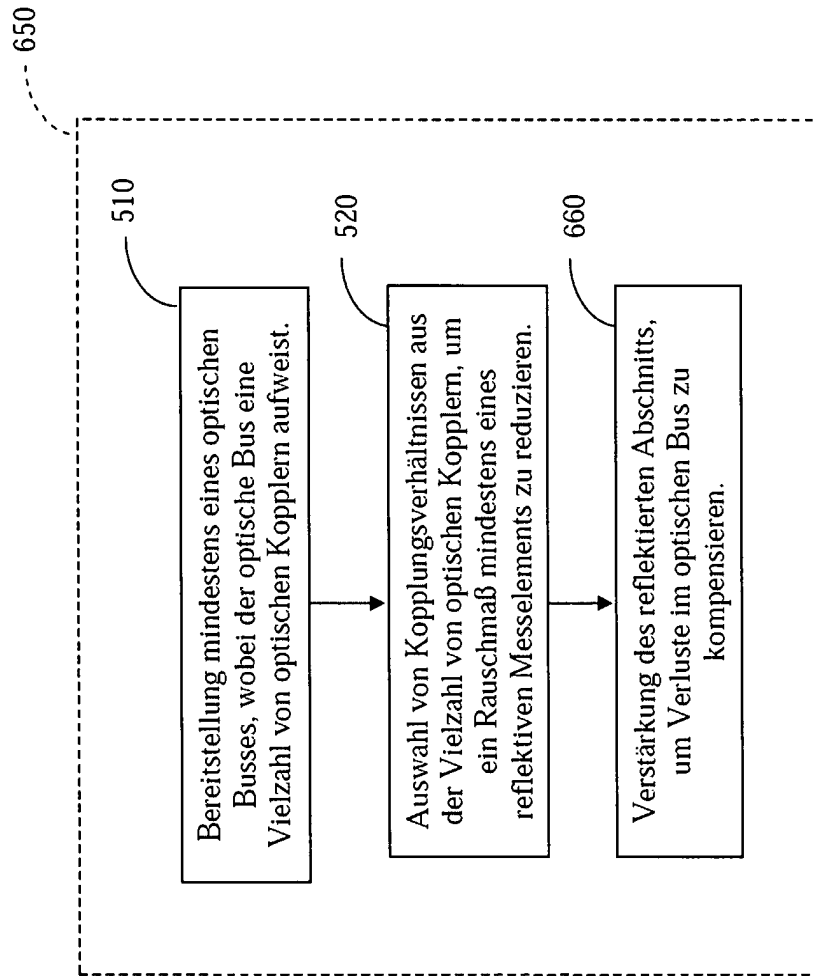 650
510
Bereitstellung mindestens eines optischen
Busses, wobei der optische Bus eine
Vielzahl von optischen Kopplern aufweist.
520
Auswahl von Kopplungsverhältnissen aus
der Vielzahl von optischen Kopplern, um
ein Rauschmaß mindestens eines
reflektiven Messelements zu reduzieren.
660
Verstärkung des reflektierten Abschnitts,
um Verluste im optischen Bus zu
kompensieren.